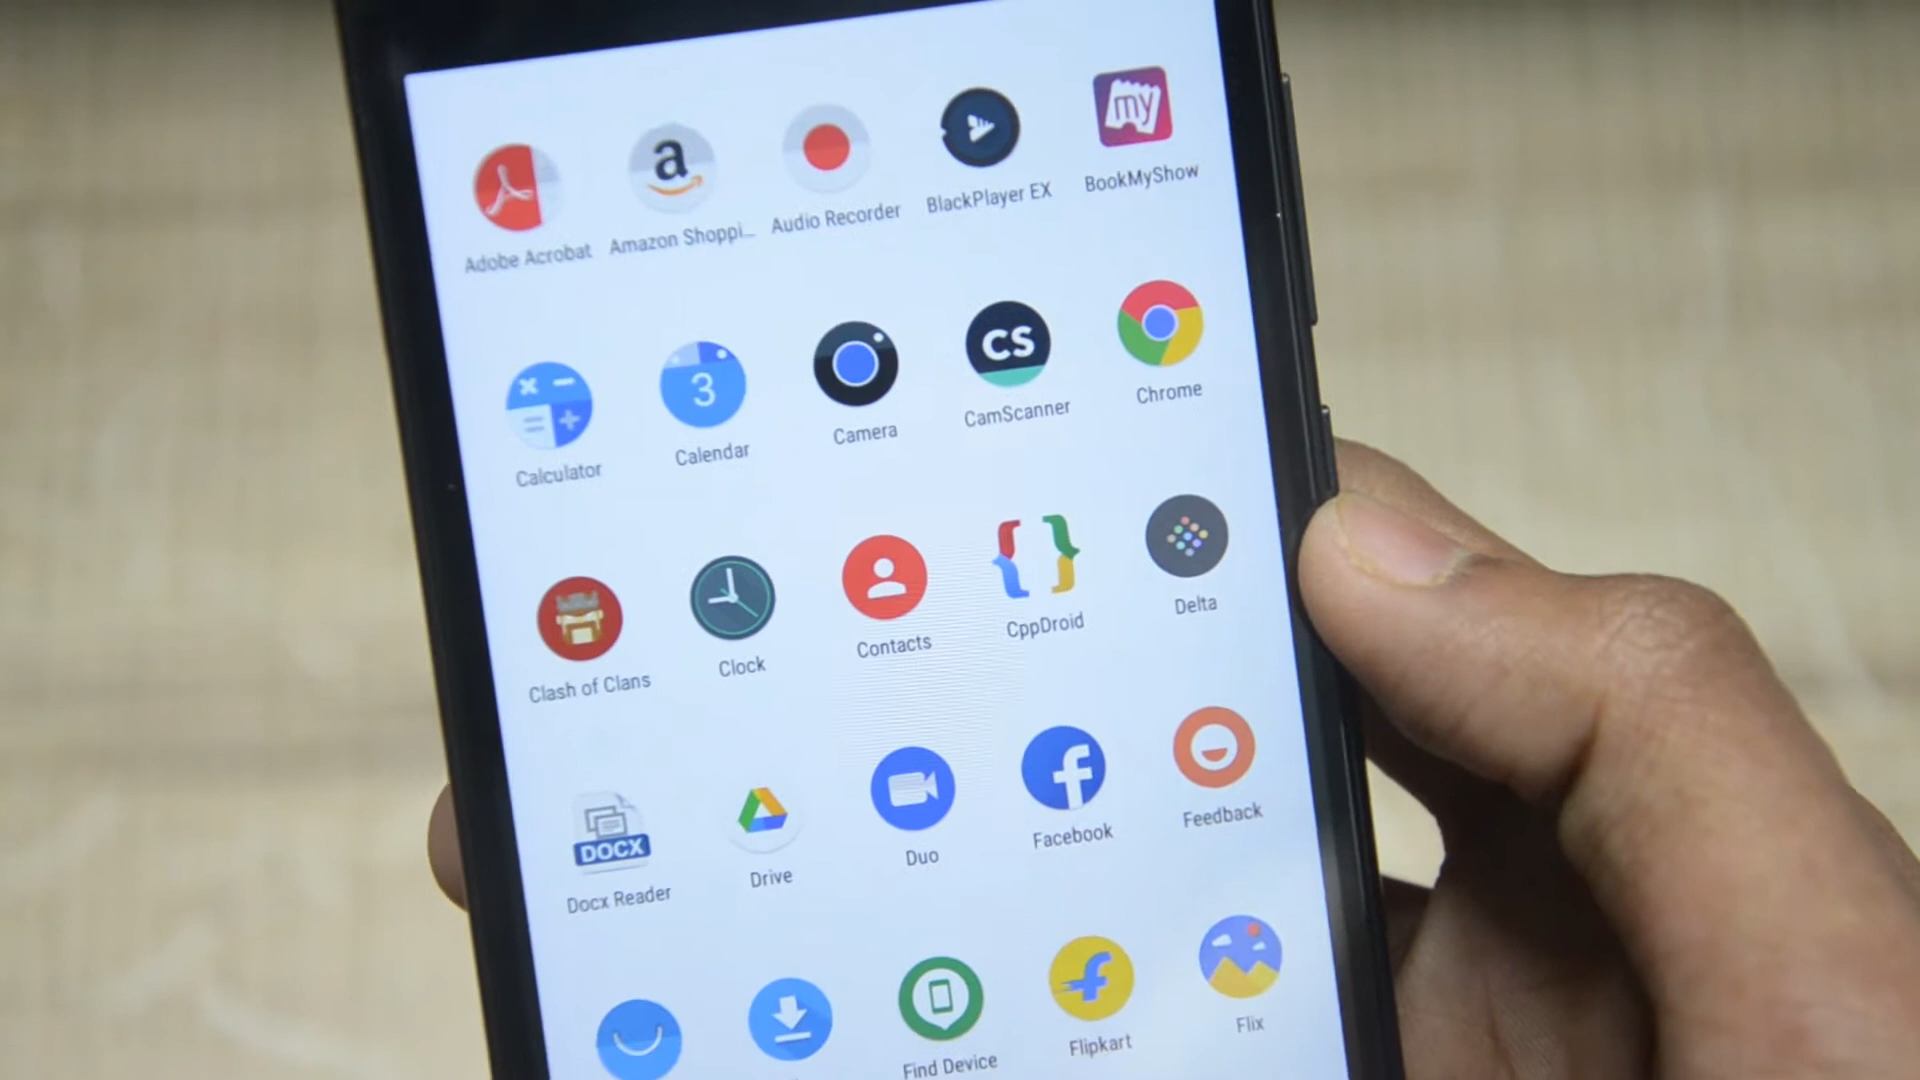 a
my
Adobe Acrobat
Amazon Shoppi...
Audio Recorder
BlackPlayer EX
BookMyShow
3
CS
Calculator
Calendar
Camera
CamScanner
Chrome
Clash of Clans
Clock
Contacts
CppDroid
Delta
DOCX
f
Docx Reader
Drive
Duo
Facebook
Feedback
f
Find Device
Flipkart
Flix